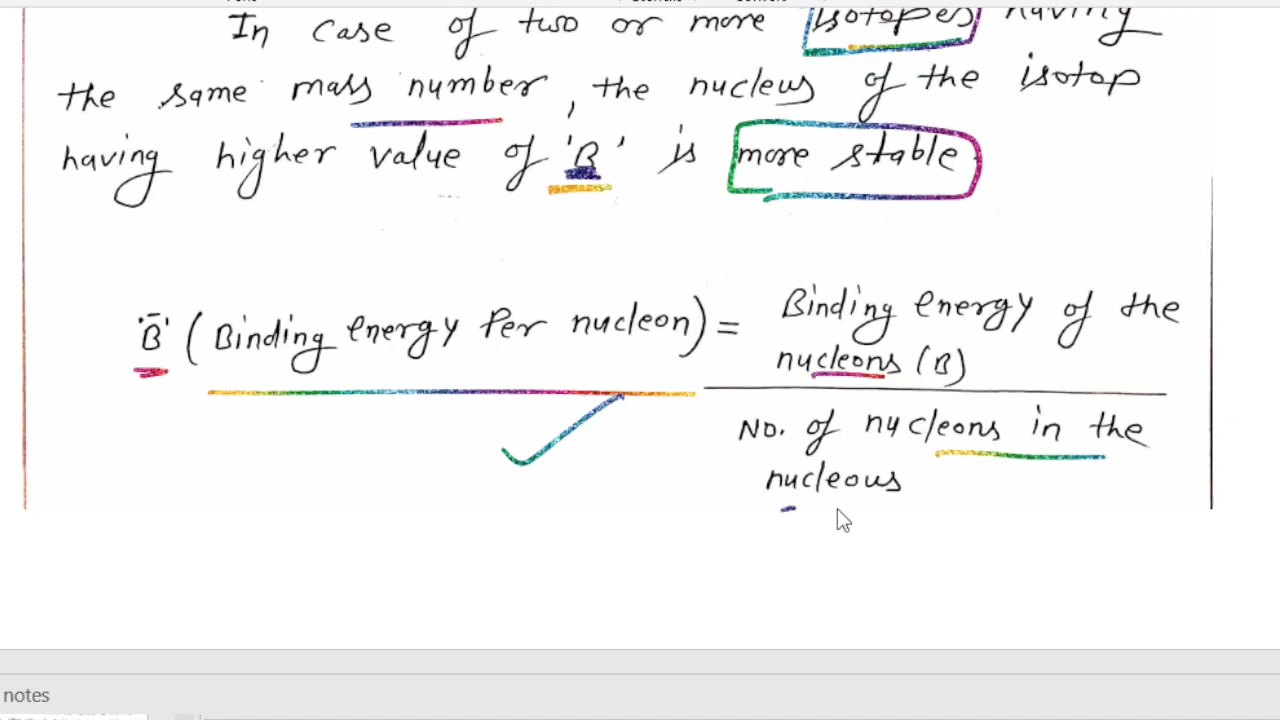 In case of two or more isotopes having
the same mass number, the nucleus of the isotop
having higher value of 'B' is more stable.
'B̄' (Binding energy Per nucleon) = Binding energy of the
nucleons (B)
No. of nucleons in the
nucleous
notes